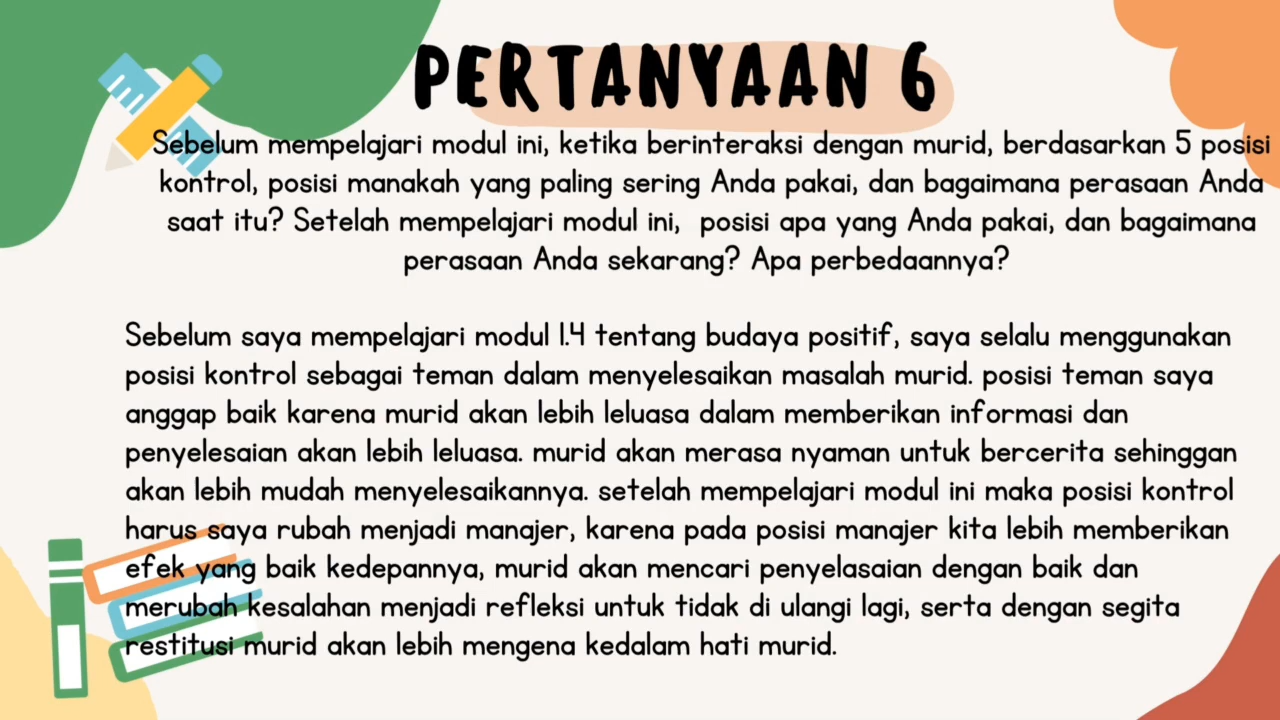 PERTANYAAN 6
Sebelum mempelajari modul ini, ketika berinteraksi dengan murid, berdasarkan 5 posisi
kontrol, posisi manakah yang paling sering Anda pakai, dan bagaimana perasaan Anda
saat itu? Setelah mempelajari modul ini, posisi apa yang Anda pakai, dan bagaimana
perasaan Anda sekarang? Apa perbedaannya?
Sebelum saya mempelajari modul 1.4 tentang budaya positif, saya selalu menggunakan
posisi kontrol sebagai teman dalam menyelesaikan masalah murid. posisi teman saya
anggap baik karena murid akan lebih leluasa dalam memberikan informasi dan
penyelesaian akan lebih leluasa. murid akan merasa nyaman untuk bercerita sehinggan
akan lebih mudah menyelesaikannya. setelah mempelajari modul ini maka posisi kontrol
harus saya rubah menjadi manajer, karena pada posisi manajer kita lebih memberikan
efek yang baik kedepannya, murid akan mencari penyelasaian dengan baik dan
merubah kesalahan menjadi refleksi untuk tidak di ulangi lagi, serta dengan segita
restitusi murid akan lebih mengena kedalam hati murid.